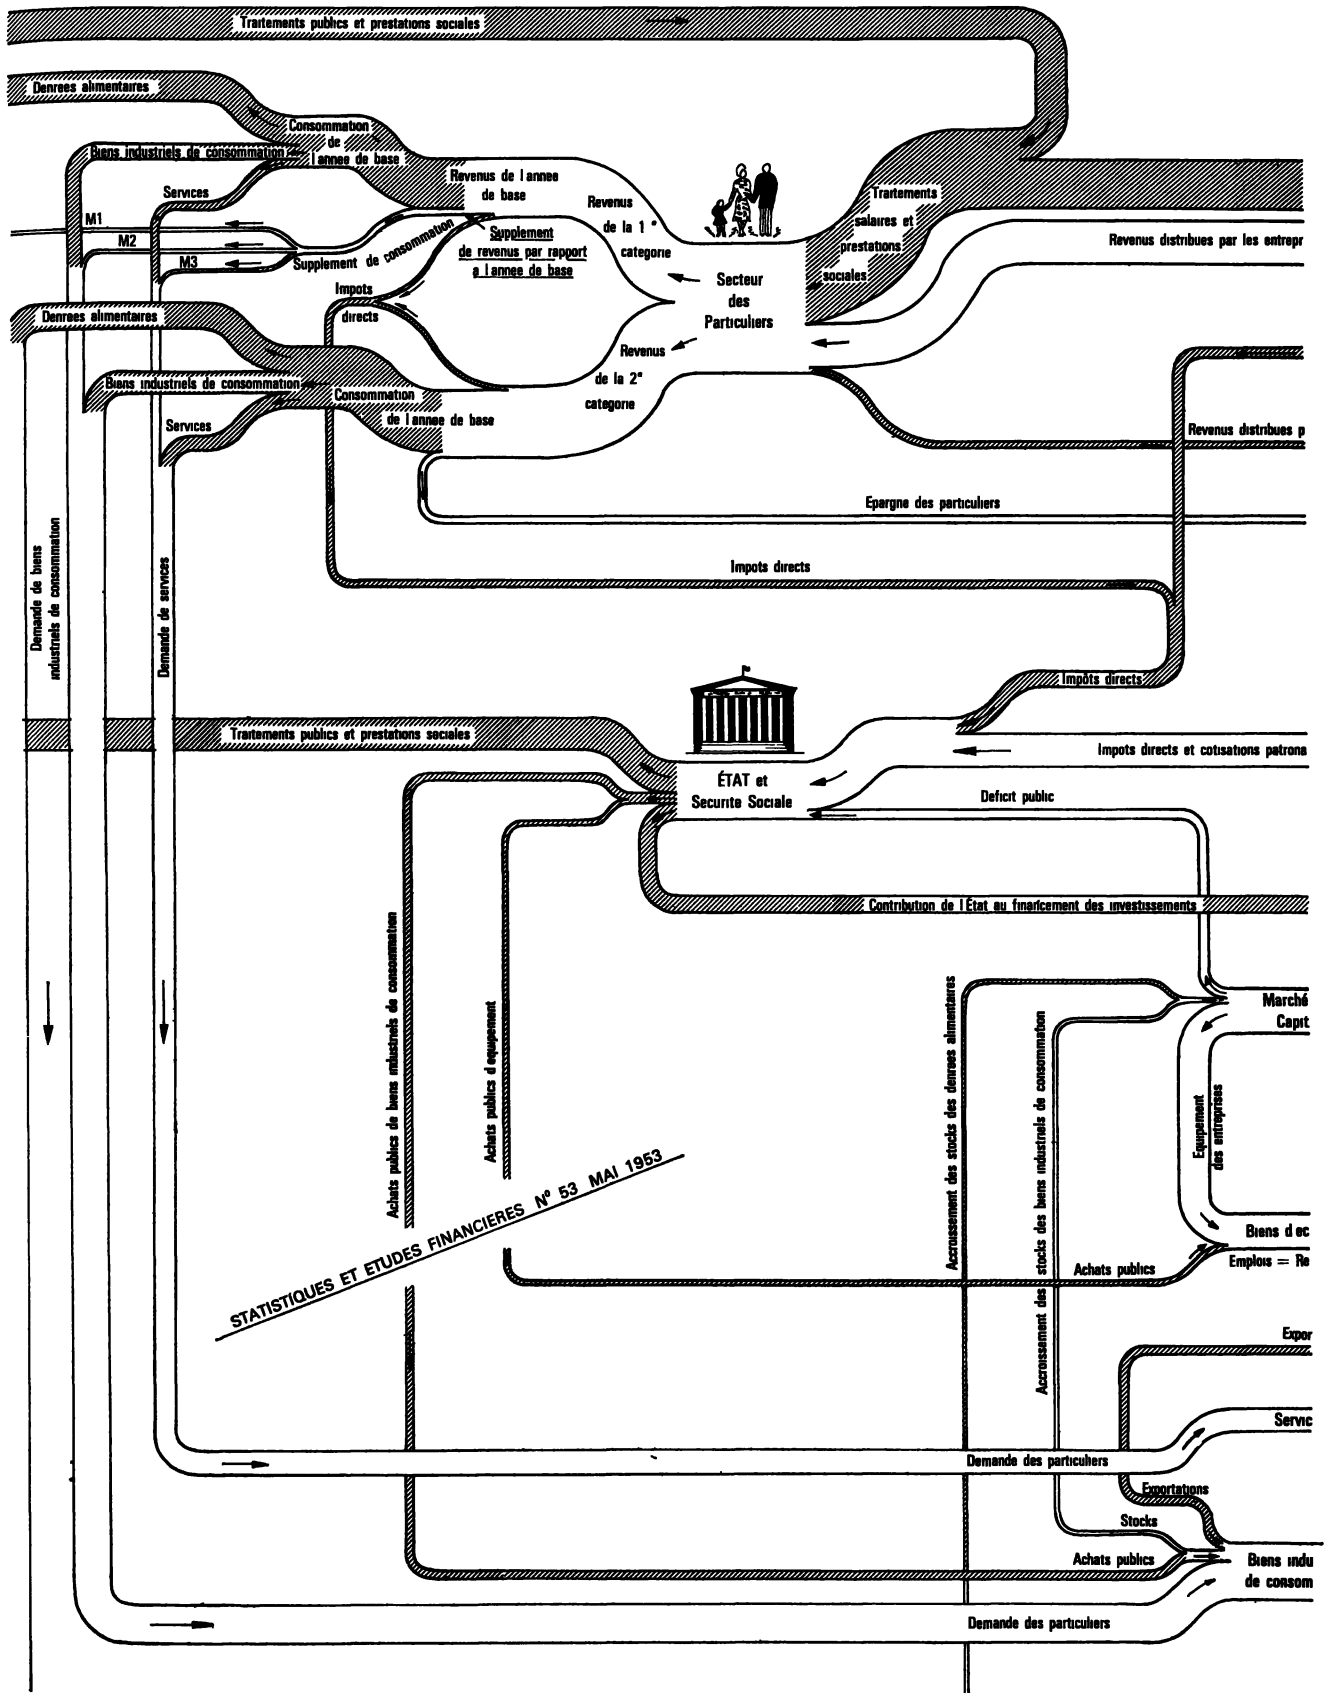 Traitements publics et prestations sociales
Denrees alimentaires
Consommation
de
l annee de base
Biens industriels de consommation
Services
M1
M2
M3
Supplement de consommation
Revenus de l annee
de base
Revenus
de la 1 e
categorie
Supplement
de revenus par rapport
a l annee de base
Traitements
salaires et
prestations
sociales
Revenus distribues par les entrepr
Secteur
des
Particuliers
Impots
directs
Denrees alimentaires
Biens industriels de consommation
Services
Consommation
de l annee de base
Revenus
de la 2e
categorie
Revenus distribues p
Epargne des particuliers
Impots directs
Demande de biens
industriels de consommation
Demande de services
Impôts directs
Traitements publics et prestations sociales
ÉTAT et
Securite Sociale
Impots directs et cotisations patrona
Deficit public
Contribution de l État au financement des investissements
Achats publics de biens industriels de consommation
Achats publics d equipement
Accroissement des stocks des denrees alimentaires
Accroissement des stocks des biens industriels de consommation
Marché
Capit
Equipement
des entreprises
STATISTIQUES ET ETUDES FINANCIERES N° 53 MAI 1953
Biens d ec
Emplois = Re
Achats publics
Expor
Servic
Demande des particuliers
Exportations
Stocks
Achats publics
Biens indu
de consom
Demande des particuliers